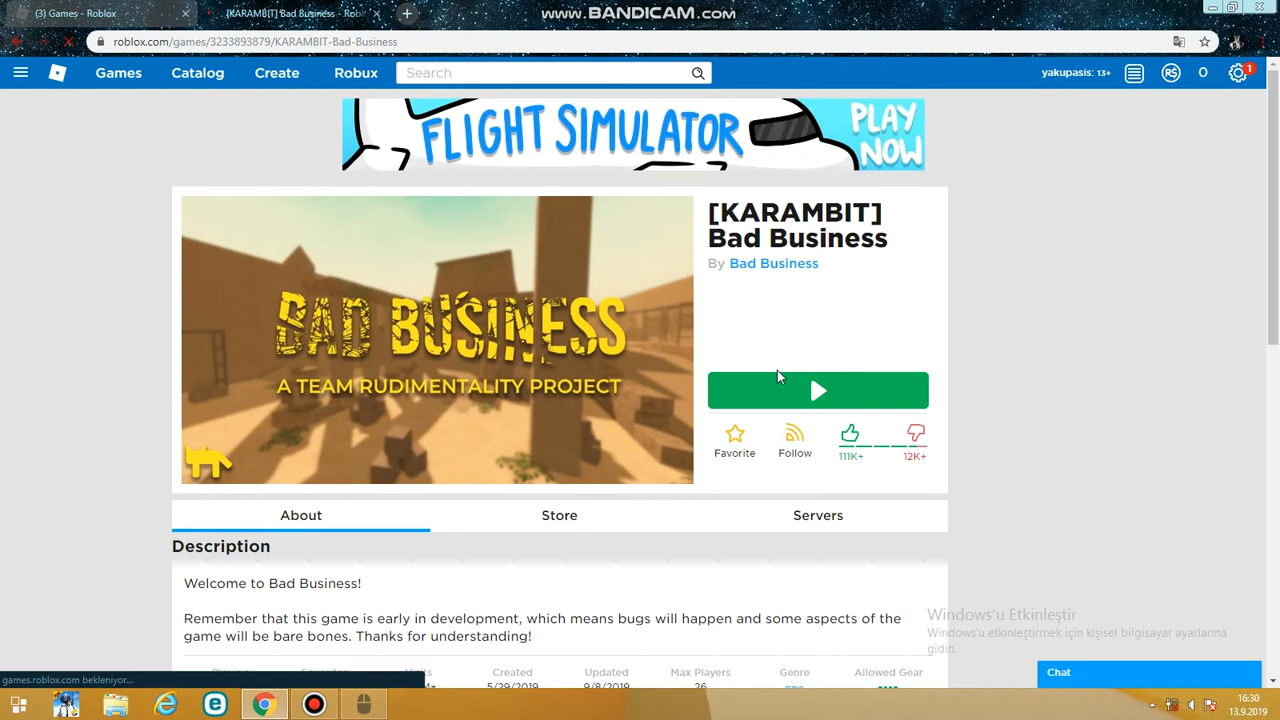 (3) Games - Roblox
[KARAMBIT] Bad Business - Rob
WWW.BANDICAM.COM
roblox.com/games/3233893879/KARAMBIT-Bad-Business
Games
Catalog
Create
Robux
Search
yakupasis: 13+
R$
0
1
FLIGHT SIMULATOR
PLAY
NOW
BAD BUSINESS
A TEAM RUDIMENTALITY PROJECT
[KARAMBIT]
Bad Business
By Bad Business
Favorite
Follow
111K+
12K+
About
Store
Servers
Description
Welcome to Bad Business!
Remember that this game is early in development, which means bugs will happen and some aspects of the
game will be bare bones. Thanks for understanding!
Windows'u Etkinleştir
Windows'u etkinleştirmek için kişisel bilgisayar ayarlarına
gidin.
Created
Updated
Max Players
Genre
Allowed Gear
5/29/2019
9/8/2019
26
games.roblox.com bekleniyor...
Chat
16:30
13.9.2019